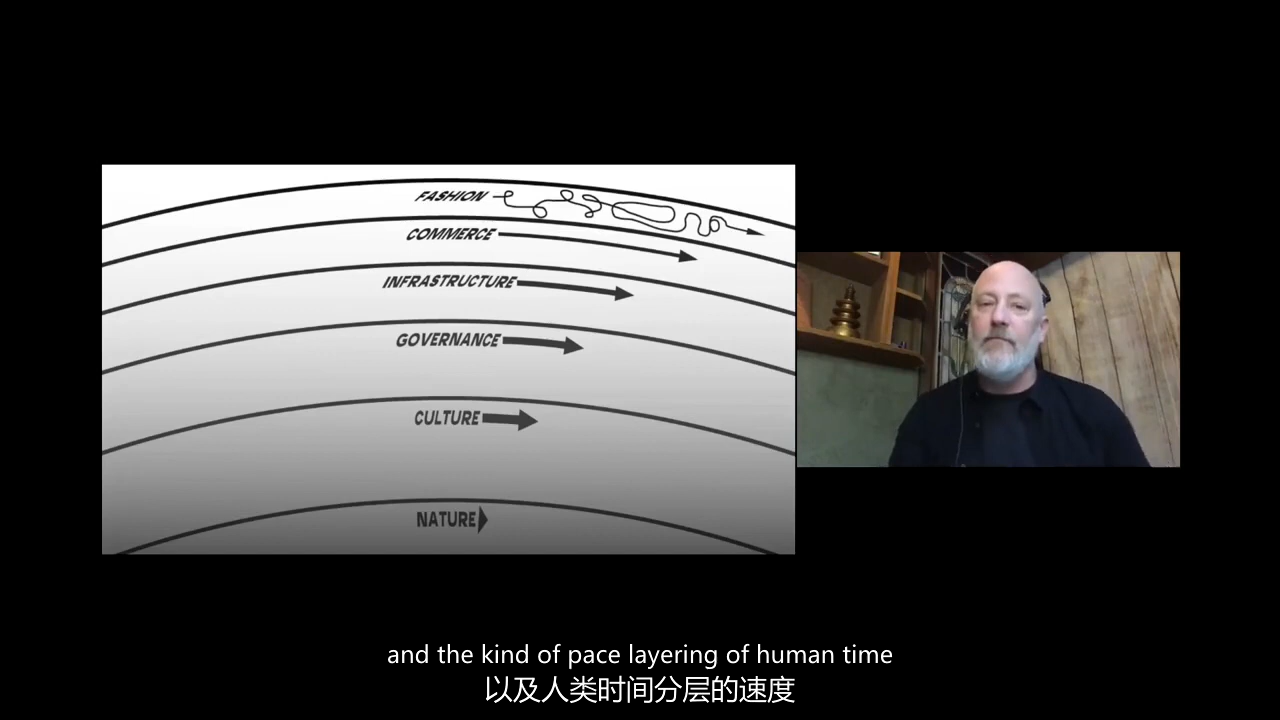 FASHION
COMMERCE
INFRASTRUCTURE
GOVERNANCE
CULTURE
NATURE
and the kind of pace layering of human time
以及人类时间分层的速度